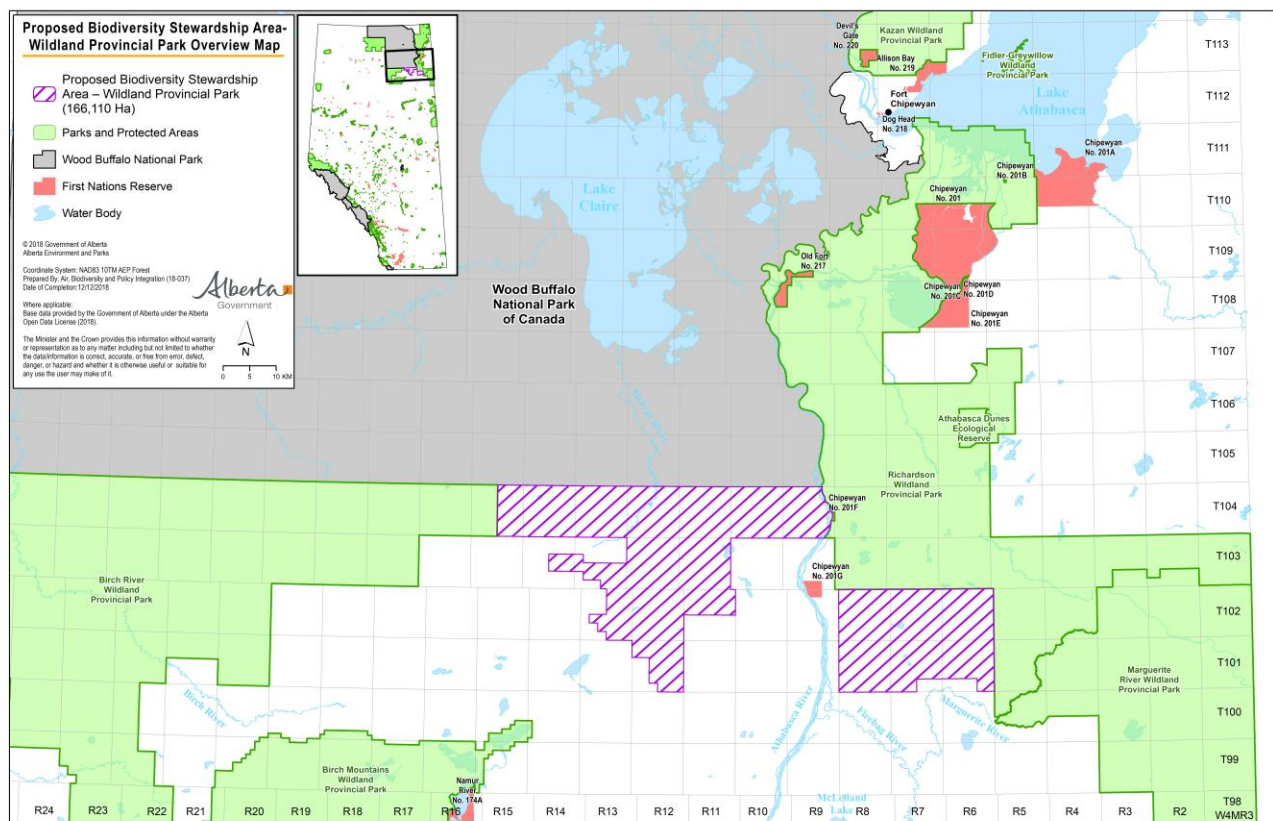 Proposed Biodiversity Stewardship Area-
Wildland Provincial Park Overview Map
Proposed Biodiversity Stewardship
Area – Wildland Provincial Park
(166,110 Ha)
Parks and Protected Areas
Wood Buffalo National Park
First Nations Reserve
Water Body
© 2018 Government of Alberta
Alberta Environment and Parks
Coordinate System: NAD83 10TM AEP Forest
Prepared By: Air, Biodiversity and Policy Integration (18-037)
Date of Completion:12/12/2018
Where applicable:
Base data provided by the Government of Alberta under the Alberta
Open Data License (2018).
The Minister and the Crown provides this information without warranty
or representation as to any matter including but not limited to whether
the data/information is correct, accurate, or free from error, defect,
danger, or hazard and whether it is otherwise useful or suitable for
any use the user may make of it.
Alberta
Government
N
0 5 10 KM
Devil's
Gate
No. 220
Kazan Wildland
Provincial Park
Allison Bay
No. 219
Fidler-Greywillow
Wildland
Provincial Park
Lake
Athabasca
Fort
Chipewyan
Dog Head
No. 218
Chipewyan
No. 201A
Chipewyan
No. 201B
Chipewyan
No. 201
Lake
Claire
Old Fort
No. 217
Wood Buffalo
National Park
of Canada
Chipewyan
No. 201C
Chipewyan
No. 201D
Chipewyan
No. 201E
Athabasca Dunes
Ecological
Reserve
Richardson
Wildland
Provincial Park
Chipewyan
No. 201F
Chipewyan
No. 201G
Birch River
Wildland
Provincial Park
Marguerite
River Wildland
Provincial Park
Birch River
Athabasca River
Firebag River
Marguerite River
Birch Mountains
Wildland
Provincial Park
Namur
River
No. 174A
McLelland
Lake
T113
T112
T111
T110
T109
T108
T107
T106
T105
T104
T103
T102
T101
T100
T99
T98
W4MR3
R24 R23 R22 R21 R20 R19 R18 R17 R16 R15 R14 R13 R12 R11 R10 R9 R8 R7 R6 R5 R4 R3 R2